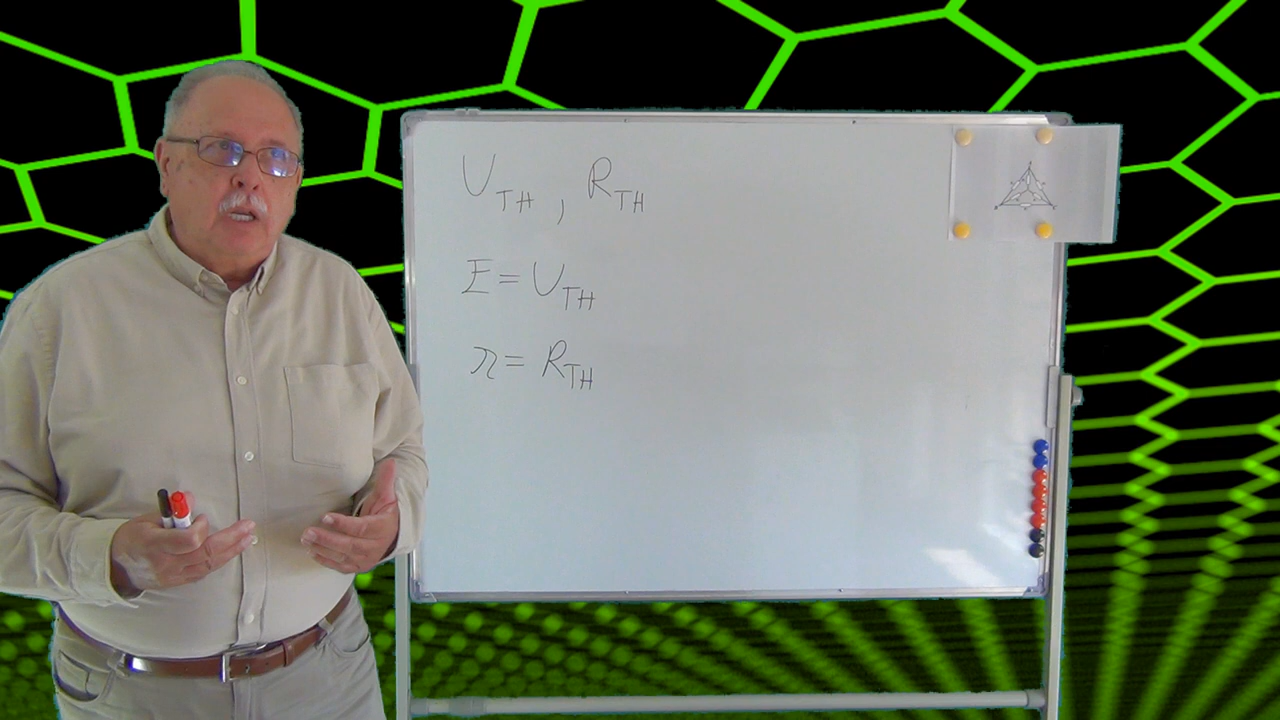 U_TH , R_TH
E = U_TH
r = R_TH